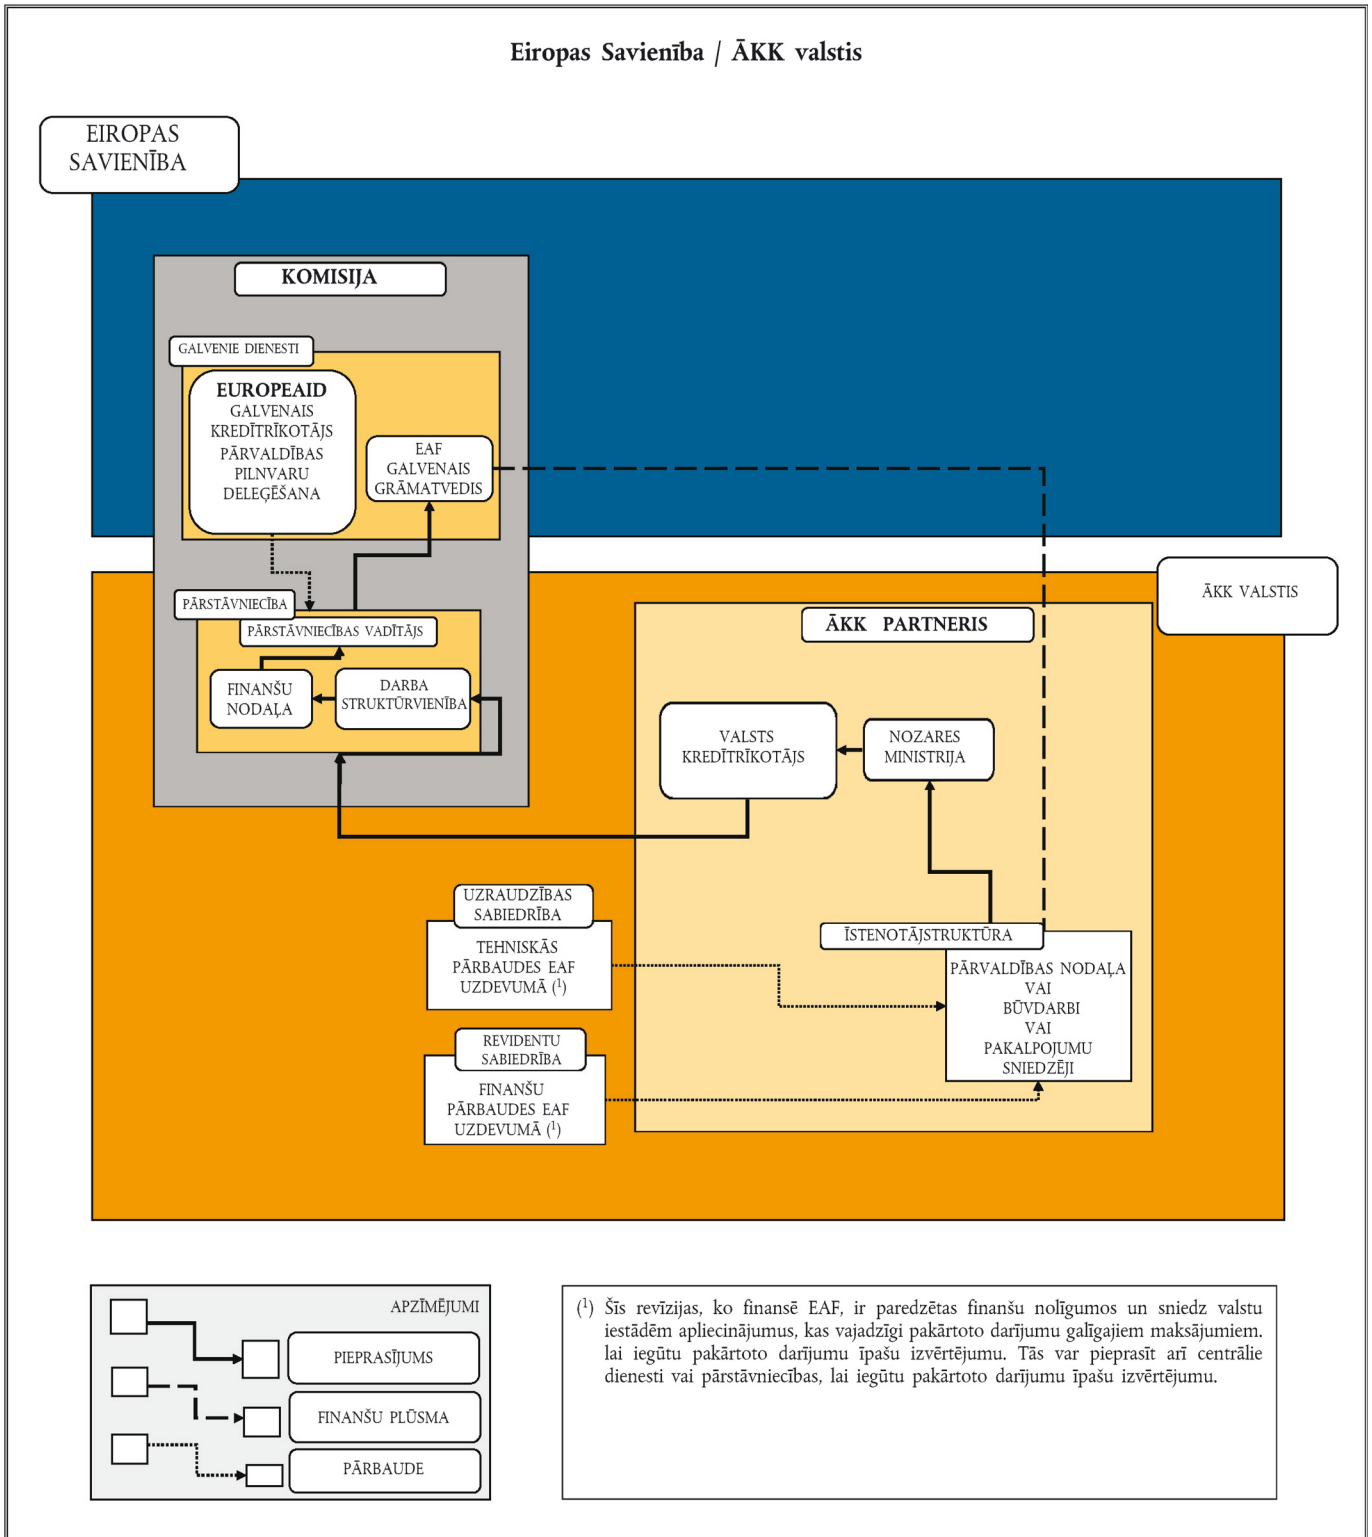 Eiropas Savienība / ĀKK valstis
EIROPAS
SAVIENĪBA
KOMISIJA
GALVENIE DIENESTI
EUROPEAID
GALVENAIS
KREDĪTRĪKOTĀJS
PĀRVALDĪBAS
PILNVARU
DELEĢĒŠANA
EAF
GALVENAIS
GRĀMATVEDIS
ĀKK VALSTIS
PĀRSTĀVNIECĪBA
PĀRSTĀVNIECĪBAS VADĪTĀJS
FINANŠU
NODAĻA
DARBA
STRUKTŪRVIENĪBA
ĀKK PARTNERIS
VALSTS
KREDĪTRĪKOTĀJS
NOZARES
MINISTRIJA
UZRAUDZĪBAS
SABIEDRĪBA
TEHNISKĀS
PĀRBAUDES EAF
UZDEVUMĀ (¹)
ĪSTENOTĀJSTRUKTŪRA
PĀRVALDĪBAS NODAĻA
VAI
BŪVDARBI
VAI
PAKALPOJUMU
SNIEDZĒJI
REVIDENTU
SABIEDRĪBA
FINANŠU
PĀRBAUDES EAF
UZDEVUMĀ (¹)
APZĪMĒJUMI
PIEPRASĪJUMS
FINANŠU PLŪSMA
PĀRBAUDE
(¹) Šīs revīzijas, ko finansē EAF, ir paredzētas finanšu nolīgumos un sniedz valstu
iestādēm apliecinājumus, kas vajadzīgi pakārtoto darījumu galīgajiem maksājumiem.
lai iegūtu pakārtoto darījumu īpašu izvērtējumu. Tās var pieprasīt arī centrālie
dienesti vai pārstāvniecības, lai iegūtu pakārtoto darījumu īpašu izvērtējumu.